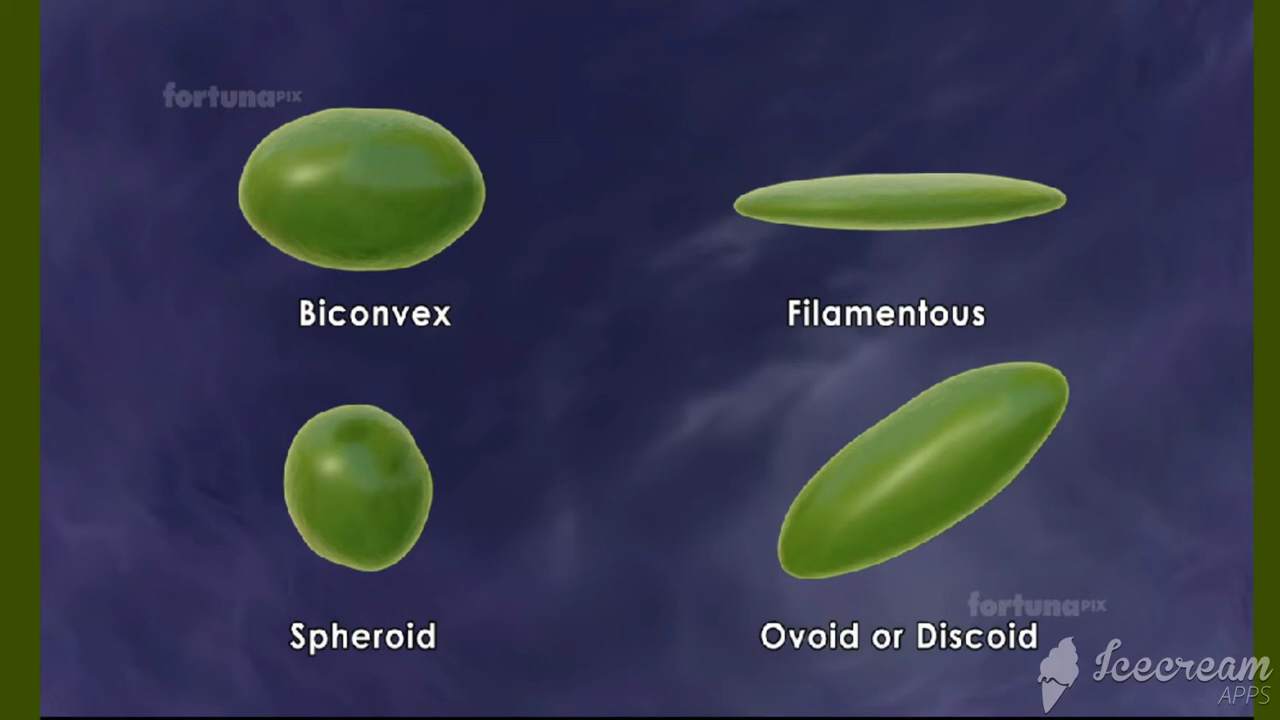 fortunaPIX
Biconvex
Filamentous
Spheroid
fortunaPIX
Ovoid or Discoid
Icecream
APPS